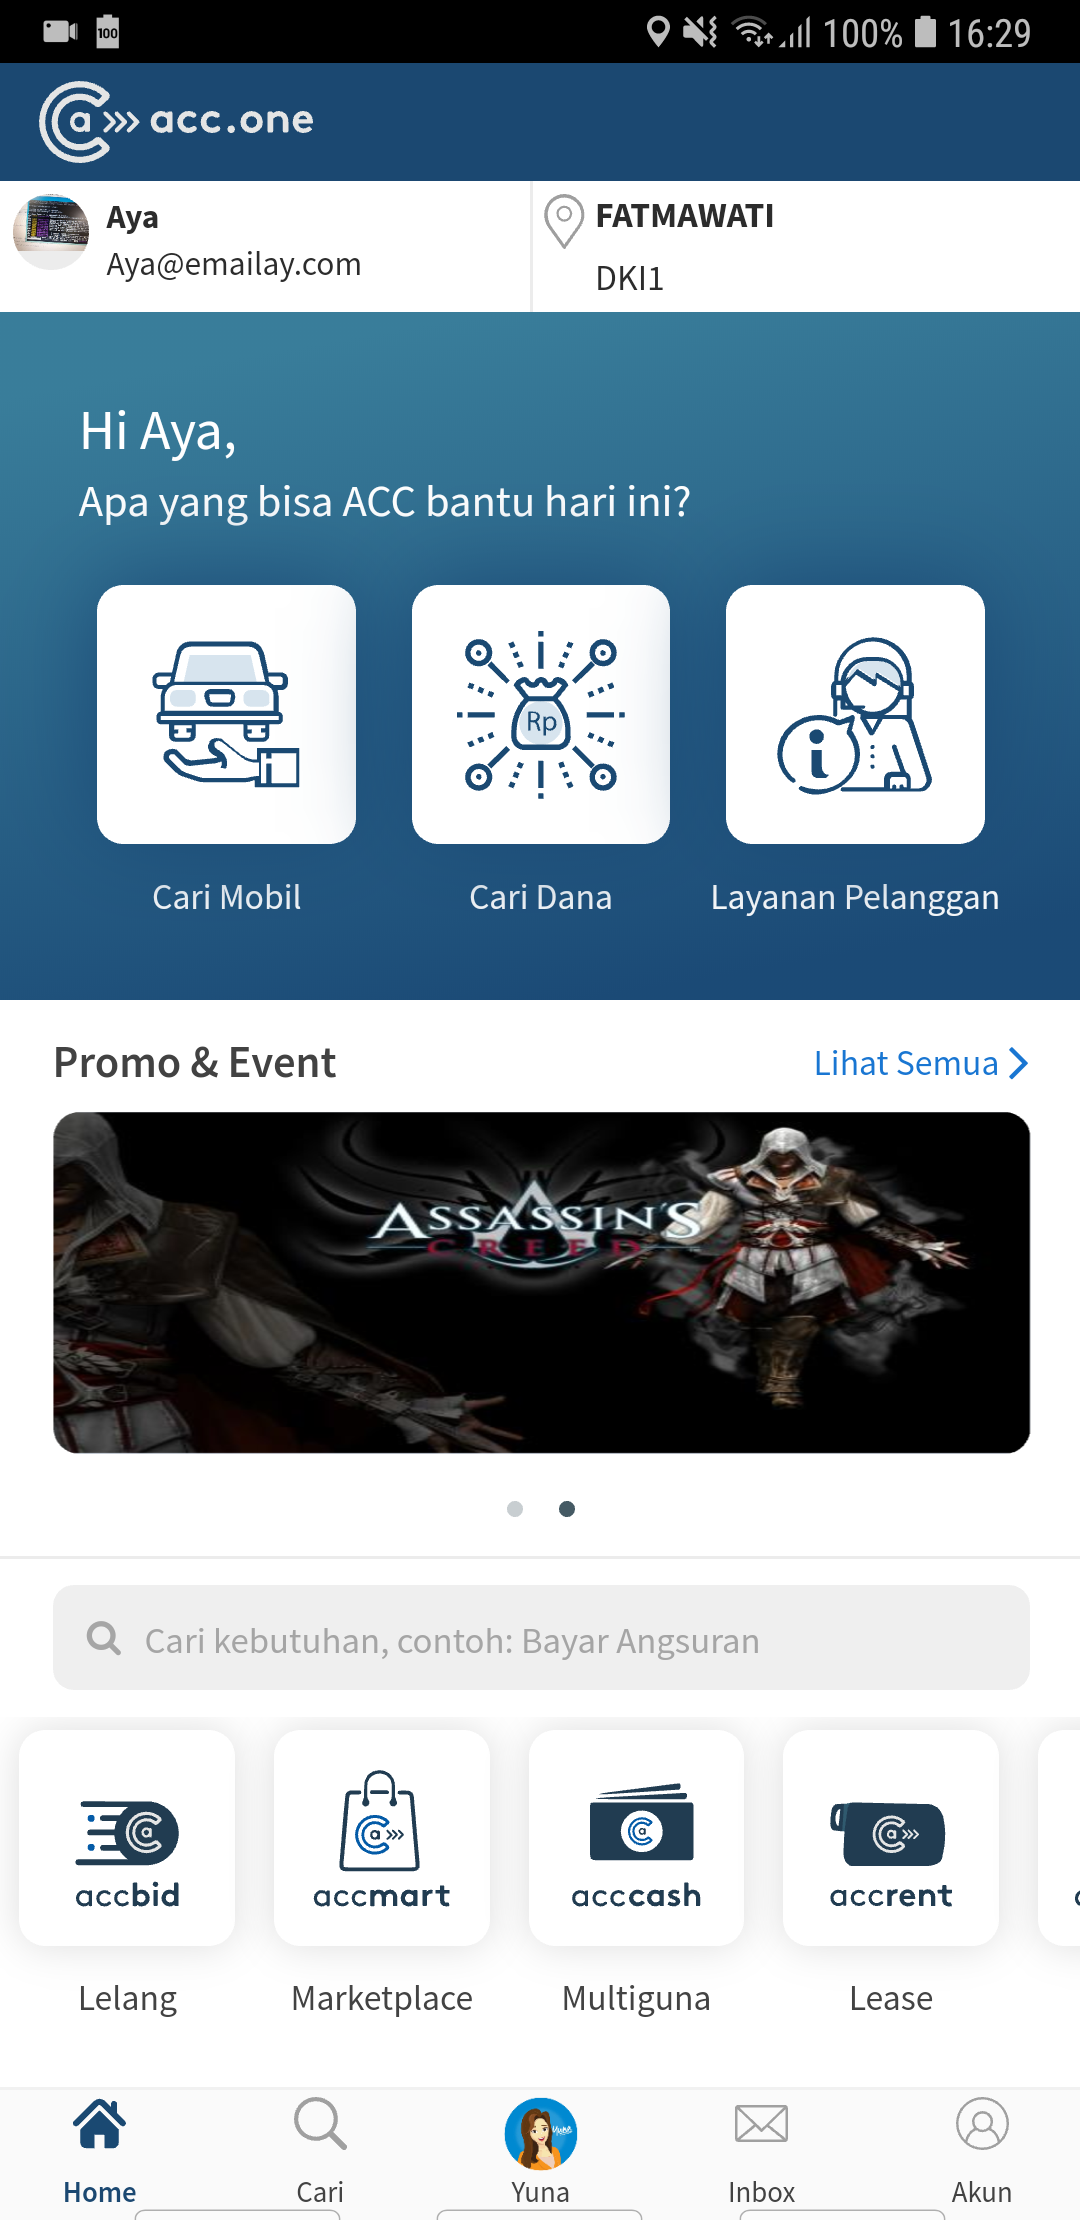 100
100% 16:29
a acc.one
Aya
Aya@emailay.com
FATMAWATI
DKI1
Hi Aya,
Apa yang bisa ACC bantu hari ini?
Rp
i
Cari Mobil
Cari Dana
Layanan Pelanggan
Promo & Event
Lihat Semua
ASSASSIN'S
CREED
Cari kebutuhan, contoh: Bayar Angsuran
accbid
accmart
acccash
accrent
Lelang
Marketplace
Multiguna
Lease
Home
Cari
Yuna
Inbox
Akun